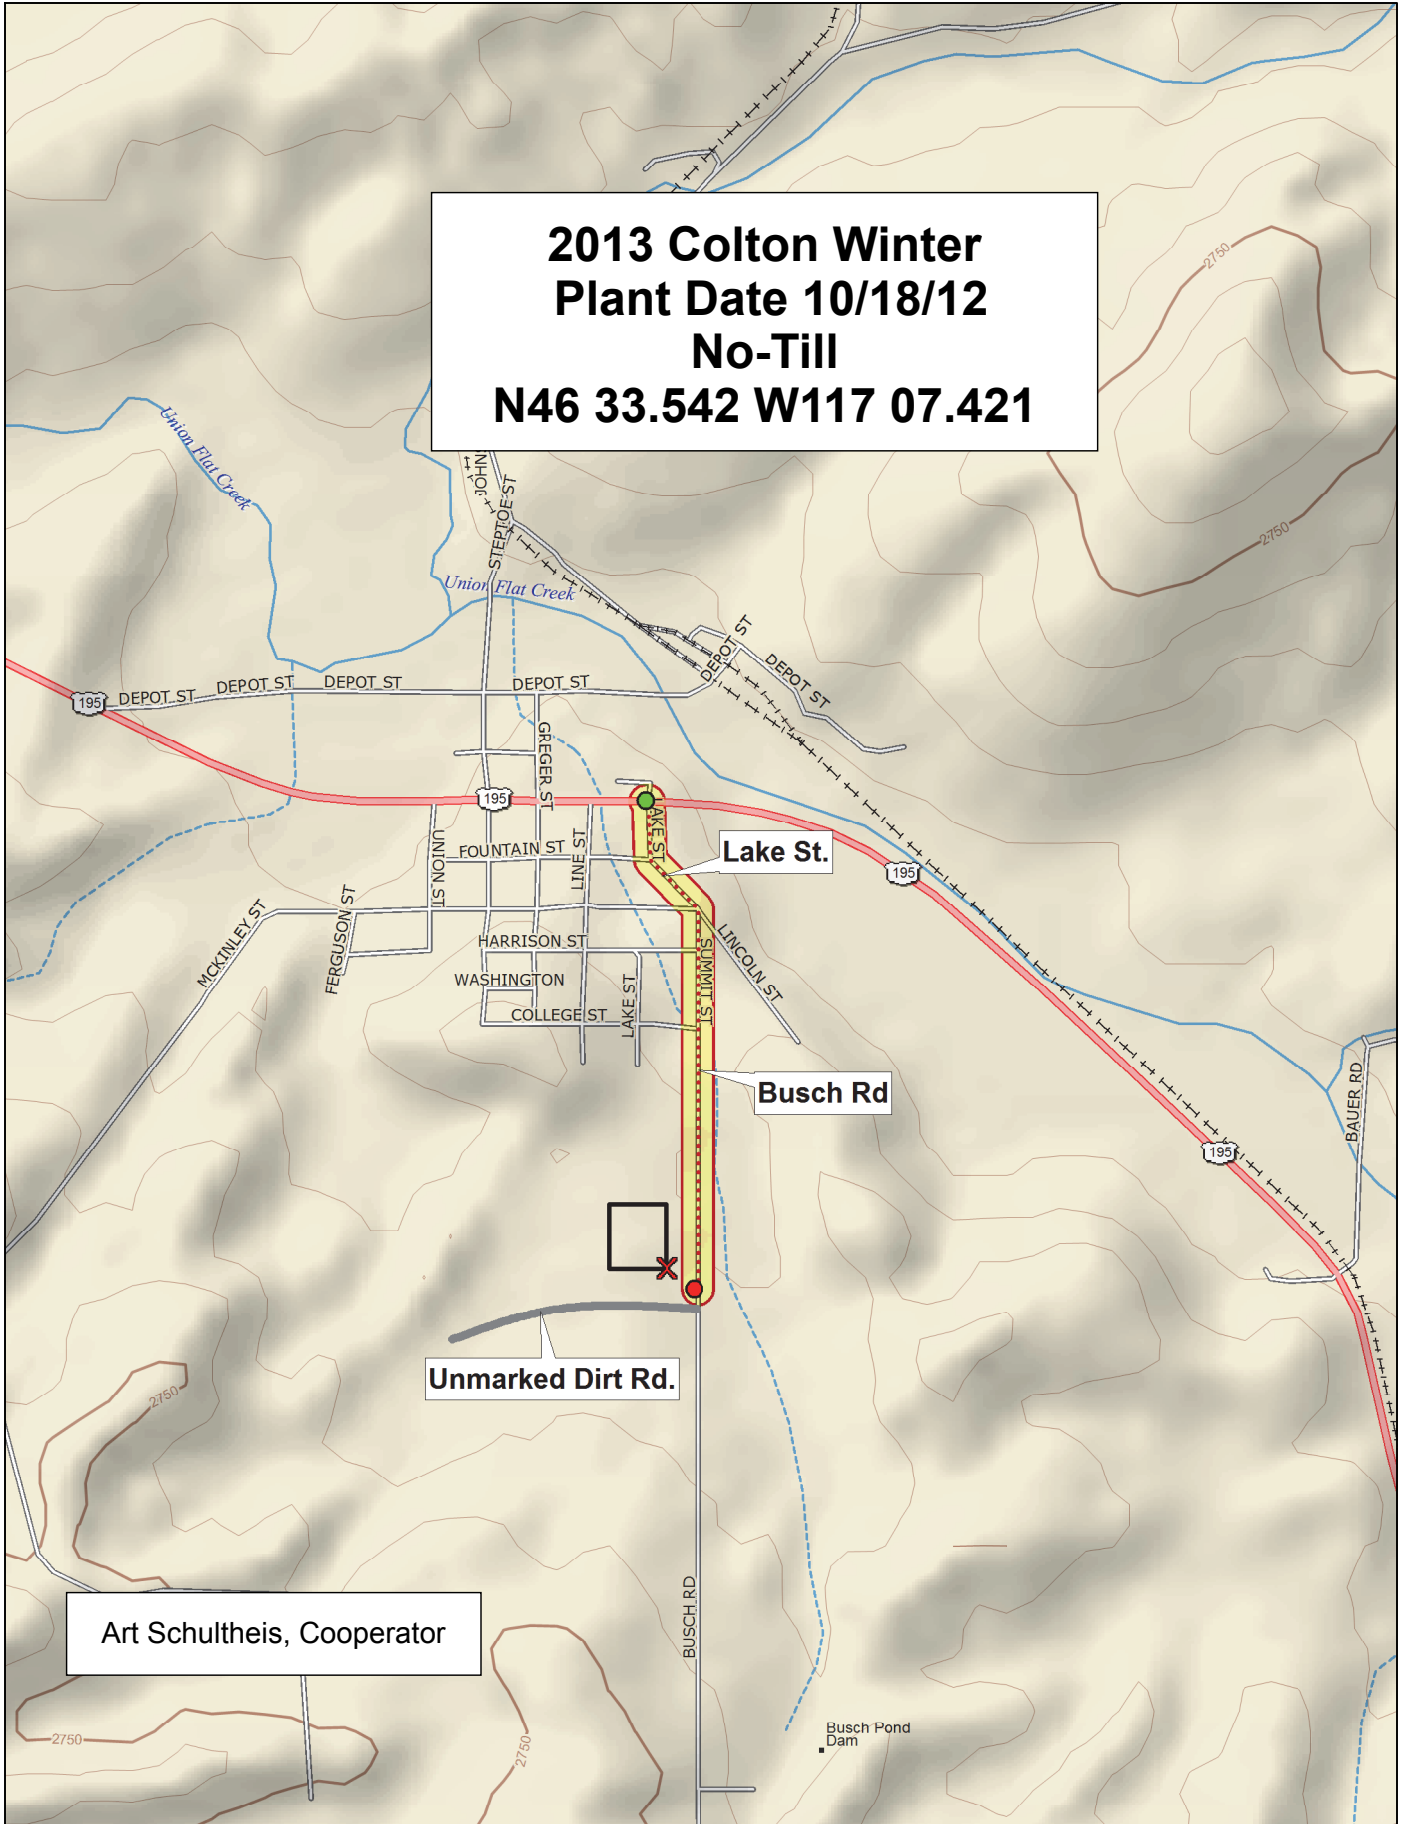 2013 Colton Winter
Plant Date 10/18/12
No-Till
N46 33.542 W117 07.421
2750
2750
Union Flat Creek
JOHN
STEPTOE ST
Union Flat Creek
DEPOT ST
DEPOT ST
195
DEPOT ST
DEPOT ST
DEPOT ST
DEPOT ST
GREGER ST
195
LAKE ST
Lake St.
195
UNION ST
FOUNTAIN ST
LINE ST
MCKINLEY ST
FERGUSON ST
HARRISON ST
SUMMIT ST
LINCOLN ST
WASHINGTON
COLLEGE ST
LAKE ST
Busch Rd
BAUER RD
195
Unmarked Dirt Rd.
2750
BUSCH RD
Art Schultheis, Cooperator
2750
2750
Busch Pond
Dam